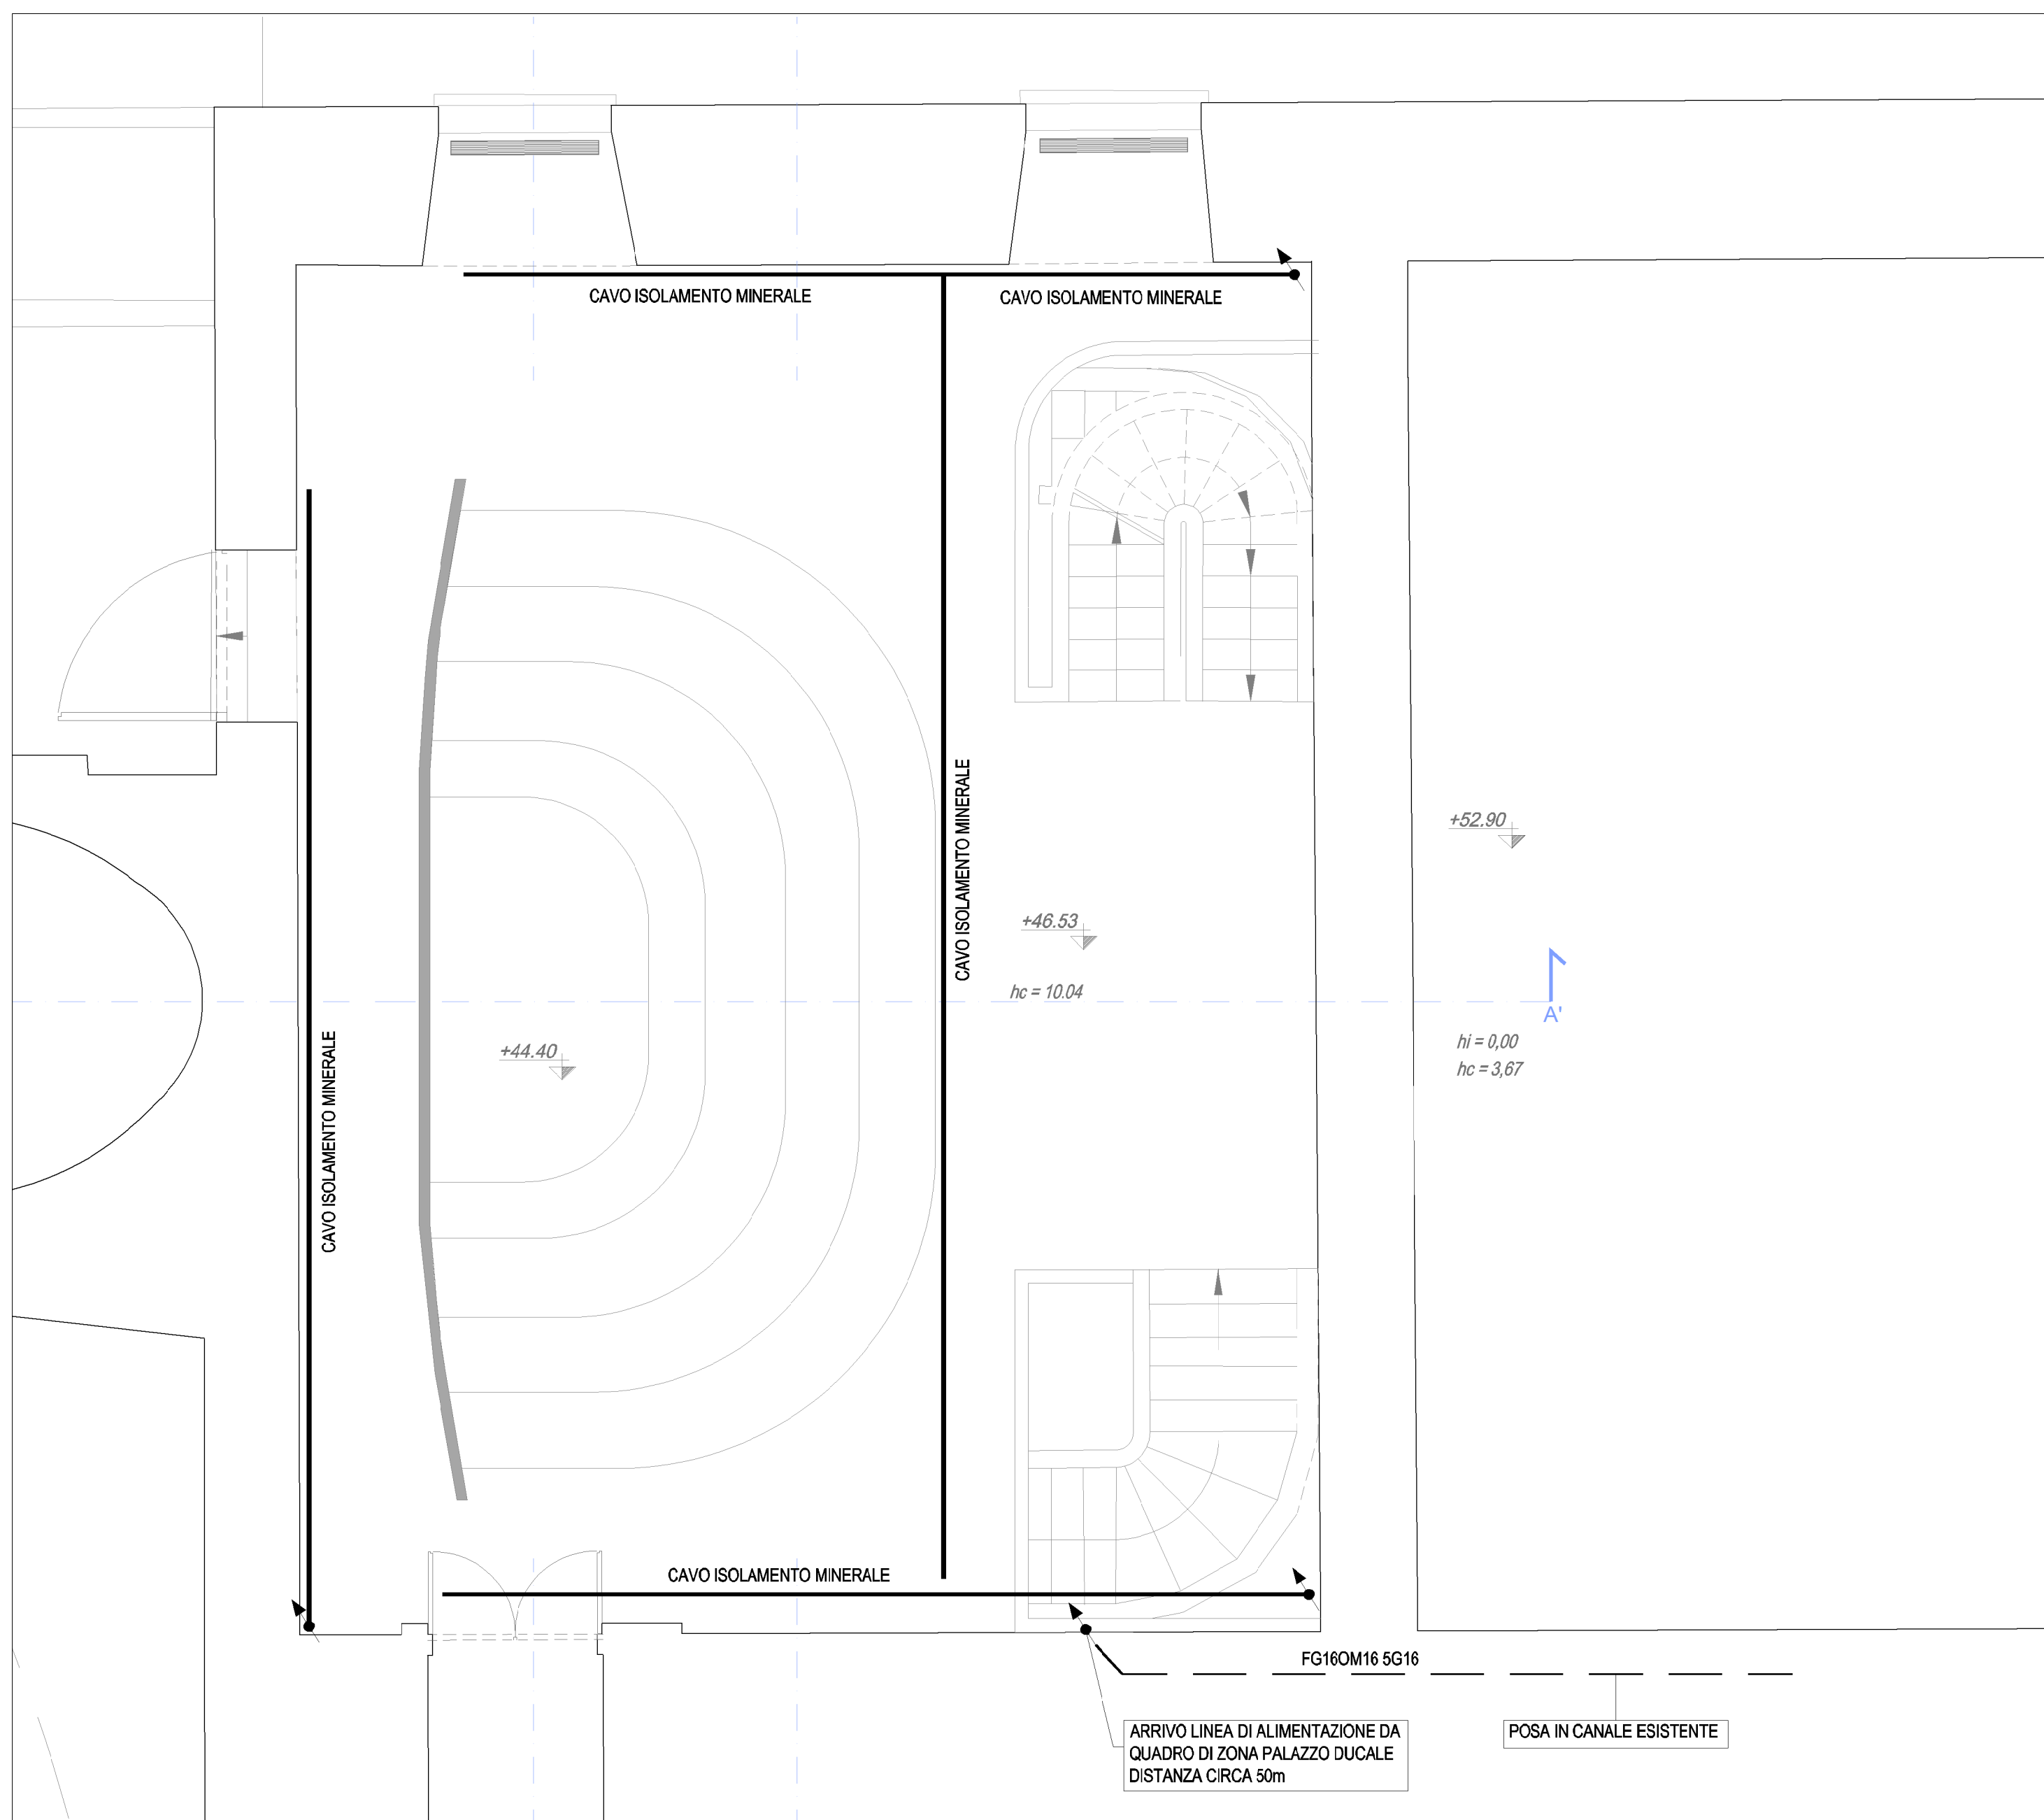 CAVO ISOLAMENTO MINERALE
CAVO ISOLAMENTO MINERALE
CAVO ISOLAMENTO MINERALE
+52.90
+46.53
hc = 10.04
A'
hi = 0,00
hc = 3,67
+44.40
CAVO ISOLAMENTO MINERALE
CAVO ISOLAMENTO MINERALE
FG16OM16 5G16
ARRIVO LINEA DI ALIMENTAZIONE DA
QUADRO DI ZONA PALAZZO DUCALE
DISTANZA CIRCA 50m
POSA IN CANALE ESISTENTE